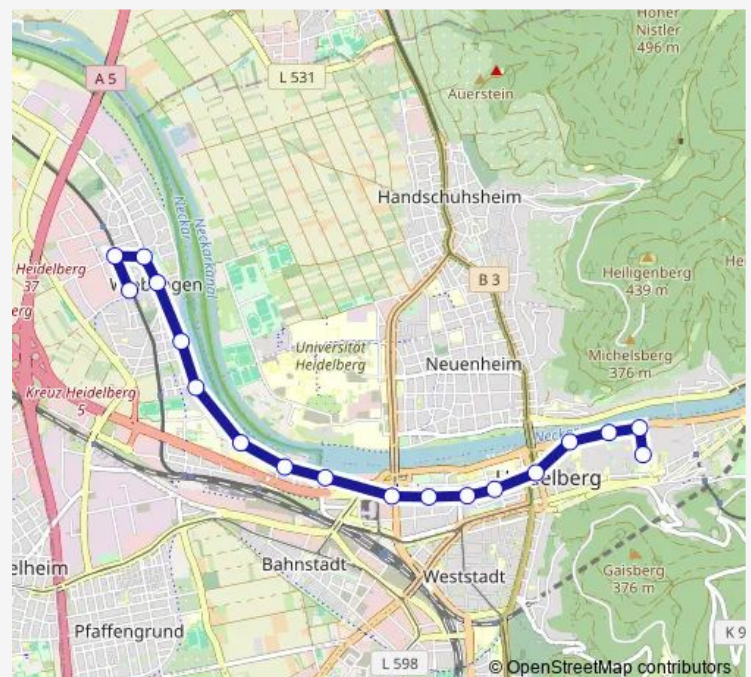 Hoher
Nistler
496 m
A 5
L 531
Auerstein
Handschuhsheim
Neckar
Neckarkanal
Heidelberg
37
B 3
Heiligenberg
439 m
Universität
Heidelberg
Michelsberg
376 m
Neuenheim
Kreuz Heidelberg
5
Neckar
elberg
Gaisberg
376 m
elheim
Bahnstadt
Weststadt
Pfaffengrund
K 9
L 598
© OpenStreetMap contributors